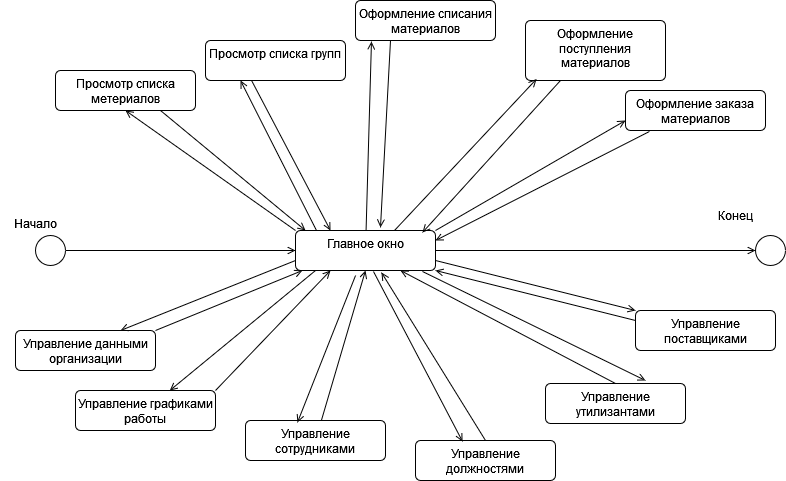 Оформление списания
материалов
Просмотр списка групп
Оформление
поступления
материалов
Просмотр списка
метериалов
Оформление заказа
материалов
Начало
Главное окно
Конец
Управление данными
организации
Управление
поставщиками
Управление графиками
работы
Управление
утилизантами
Управление
сотрудниками
Управление
должностями